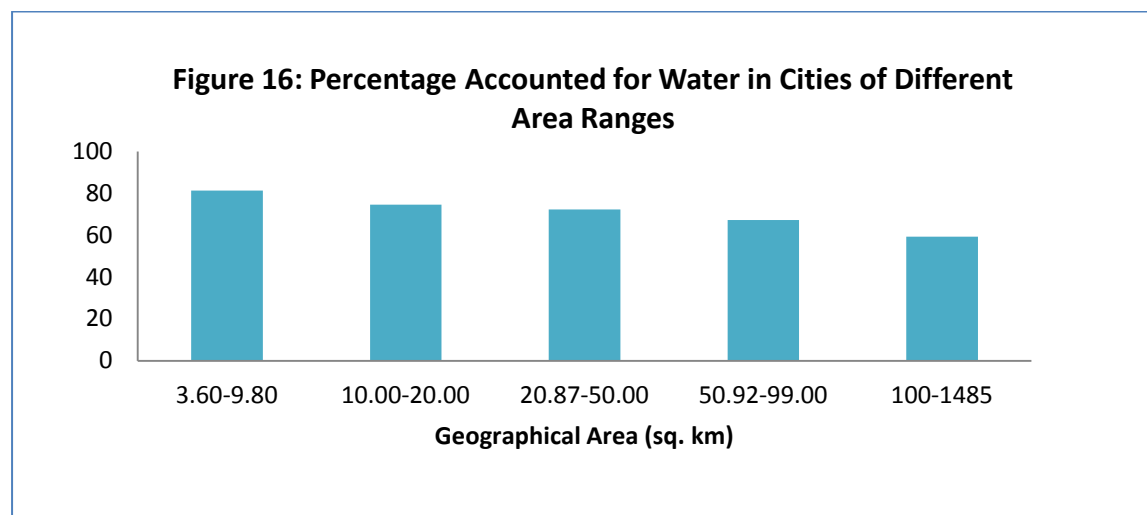 Figure 16: Percentage Accounted for Water in Cities of Different
Area Ranges
100
80
60
40
20
0
3.60-9.80 10.00-20.00 20.87-50.00 50.92-99.00 100-1485
Geographical Area (sq. km)